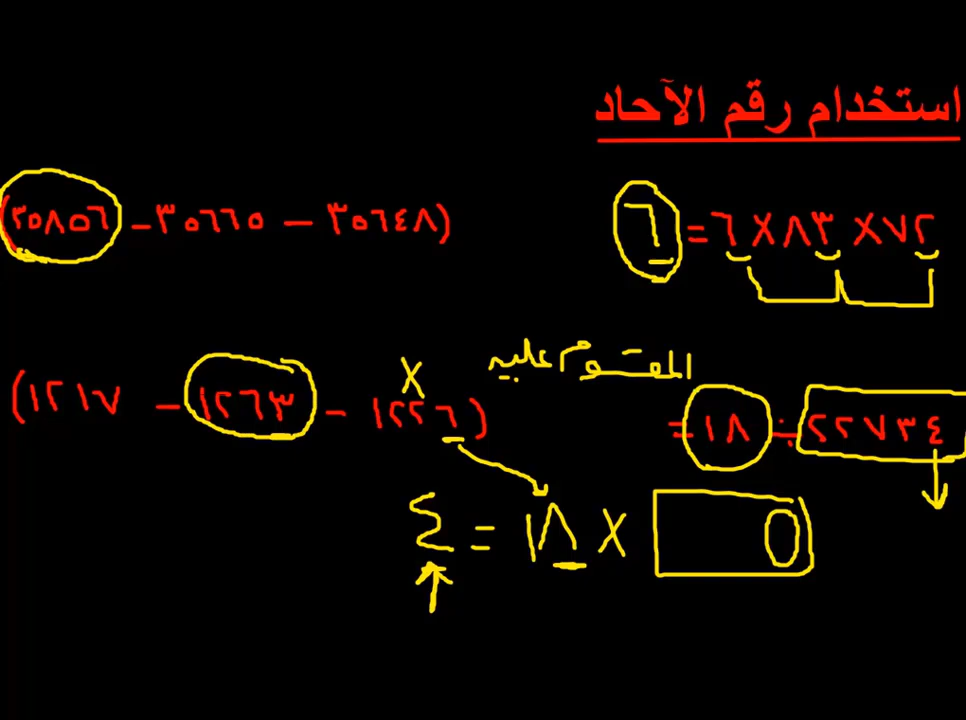 استخدام رقم الآحاد
٧٢ × ٨٣ × ٦ = ٦
(٣٥٦٤٨ – ٣٥٦٦٥ – ٣٥٨٥٦)
المقسوم عليه
٢٢٧٣٤ ÷ ١٨ =
(١٢١٧ – ١٢٦٣ – ١٢٢٦) X
٤ = ١٨ X ٥